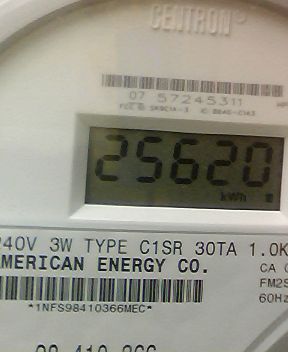 CENTRON®
07 57245311
25620
kWh
240V 3W TYPE C1SR 30TA 1.0K
AMERICAN ENERGY CO.
CA
FM2S
60Hz
*1NFS98410366MEC*